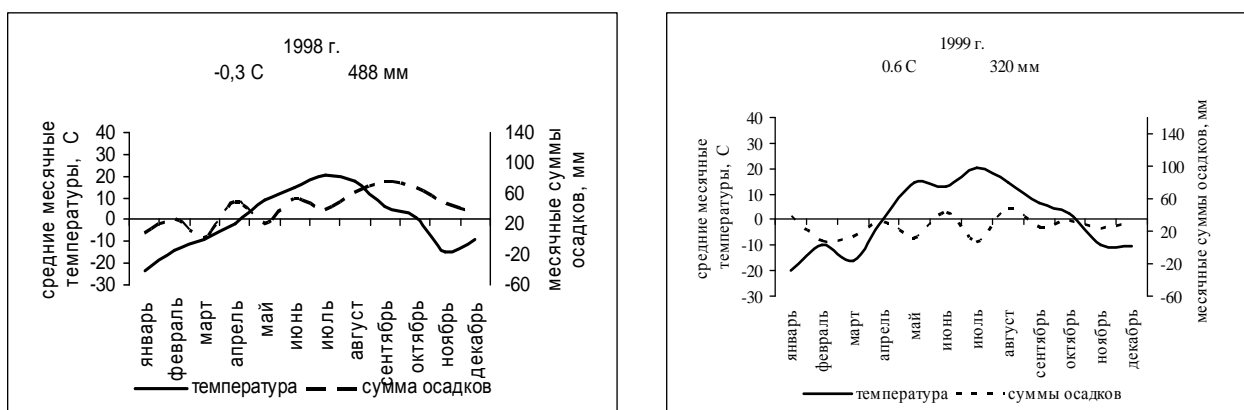 1998 г.
-0,3 С 488 мм
средние месячные
температуры, С
40
30
20
10
0
-10
-20
-30
140
100
60
20
-20
-60
месячные суммы
осадков, мм
январь
февраль
март
апрель
май
июнь
июль
август
сентябрь
октябрь
ноябрь
декабрь
температура сумма осадков
1999 г.
0.6 С 320 мм
средние месячные
температуры, С
40
30
20
10
0
-10
-20
-30
140
100
60
20
-20
-60
месячные суммы осадков, мм
январь
февраль
март
апрель
май
июнь
июль
август
сентябрь
октябрь
ноябрь
декабрь
температура суммы осадков